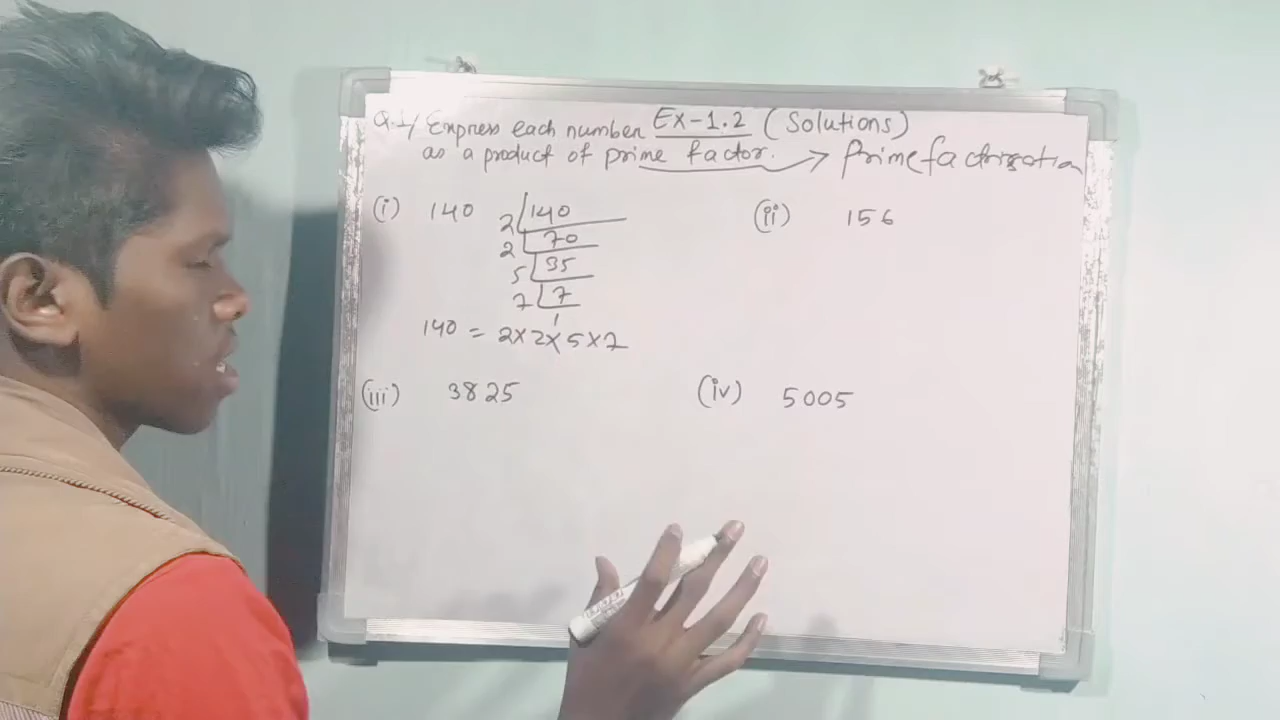 Q.1/ Express each number Ex-1.2 (Solutions)
as a product of prime factor. → Prime factorization
(i) 140
2 140
2 70
5 35
7 7
1
140 = 2×2×5×7
(ii) 156
(iii) 3825
(iv) 5005